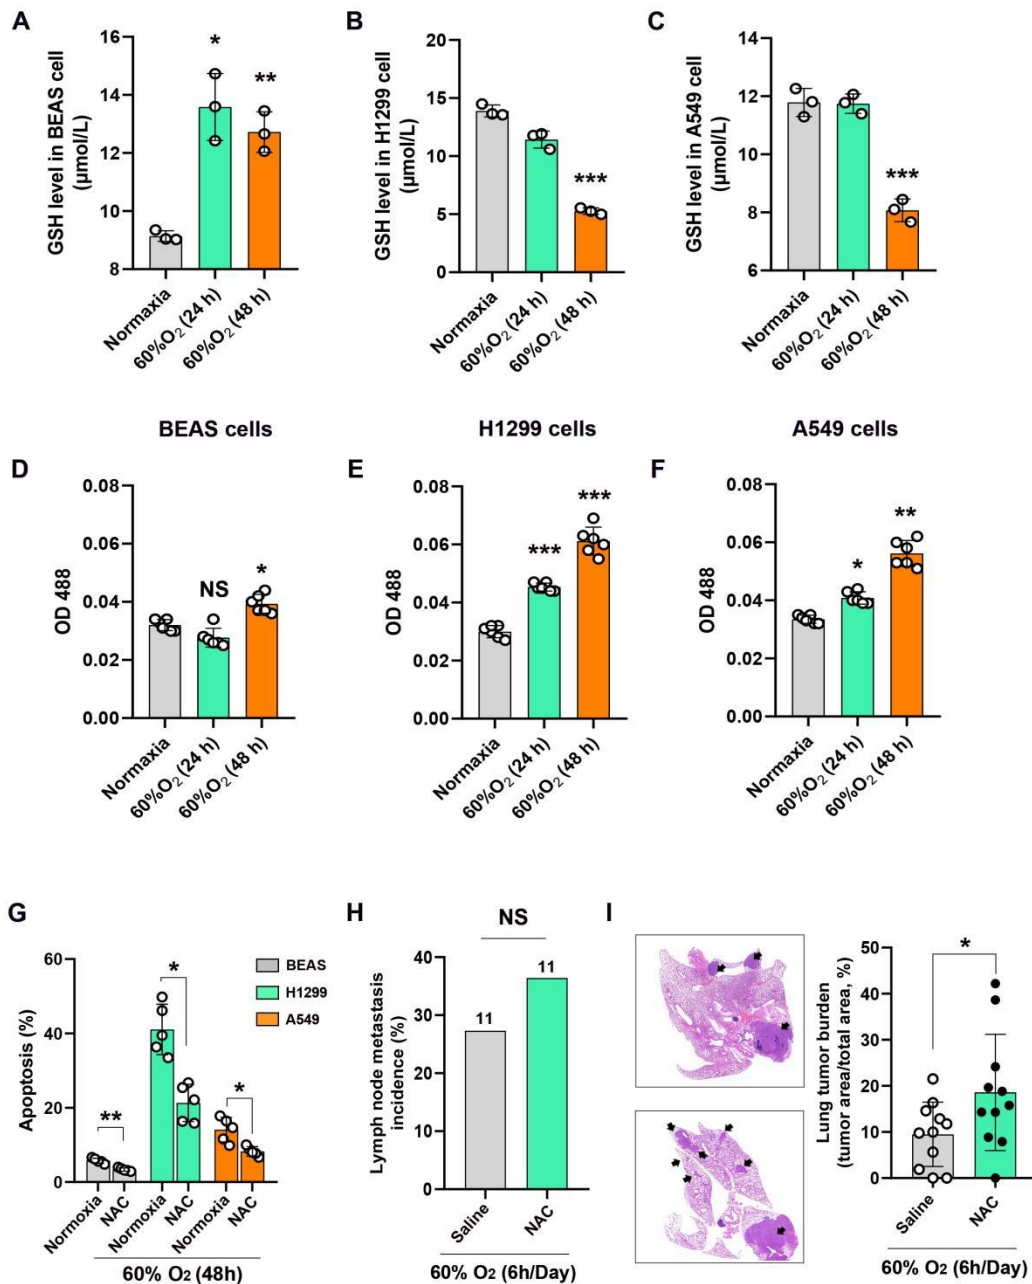 A
GSH level in BEAS cell
(µmol/L)
16
14
12
10
8
*
**
Normaxia
60%O₂ (24 h)
60%O₂ (48 h)
B
GSH level in H1299 cell
(µmol/L)
20
15
10
5
0
***
Normaxia
60%O₂ (24 h)
60%O₂ (48 h)
C
GSH level in A549 cell
(µmol/L)
14
12
10
8
6
***
Normaxia
60%O₂ (24 h)
60%O₂ (48 h)
D
BEAS cells
OD 488
0.08
0.06
0.04
0.02
0.00
NS
*
Normaxia
60%O₂ (24 h)
60%O₂ (48 h)
E
H1299 cells
OD 488
0.08
0.06
0.04
0.02
0.00
***
***
Normaxia
60%O₂ (24 h)
60%O₂ (48 h)
F
A549 cells
OD 488
0.08
0.06
0.04
0.02
0.00
*
**
Normaxia
60%O₂ (24 h)
60%O₂ (48 h)
G
Apoptosis (%)
60
40
20
0
**
*
*
BEAS
H1299
A549
Normoxia
NAC
Normoxia
NAC
Normoxia
NAC
60% O₂ (48h)
H
NS
Lymph node metastasis
incidence (%)
40
30
20
10
0
11
11
Saline
NAC
60% O₂ (6h/Day)
I
Lung tumor burden
(tumor area/total area, %)
50
40
30
20
10
0
*
Saline
NAC
60% O₂ (6h/Day)